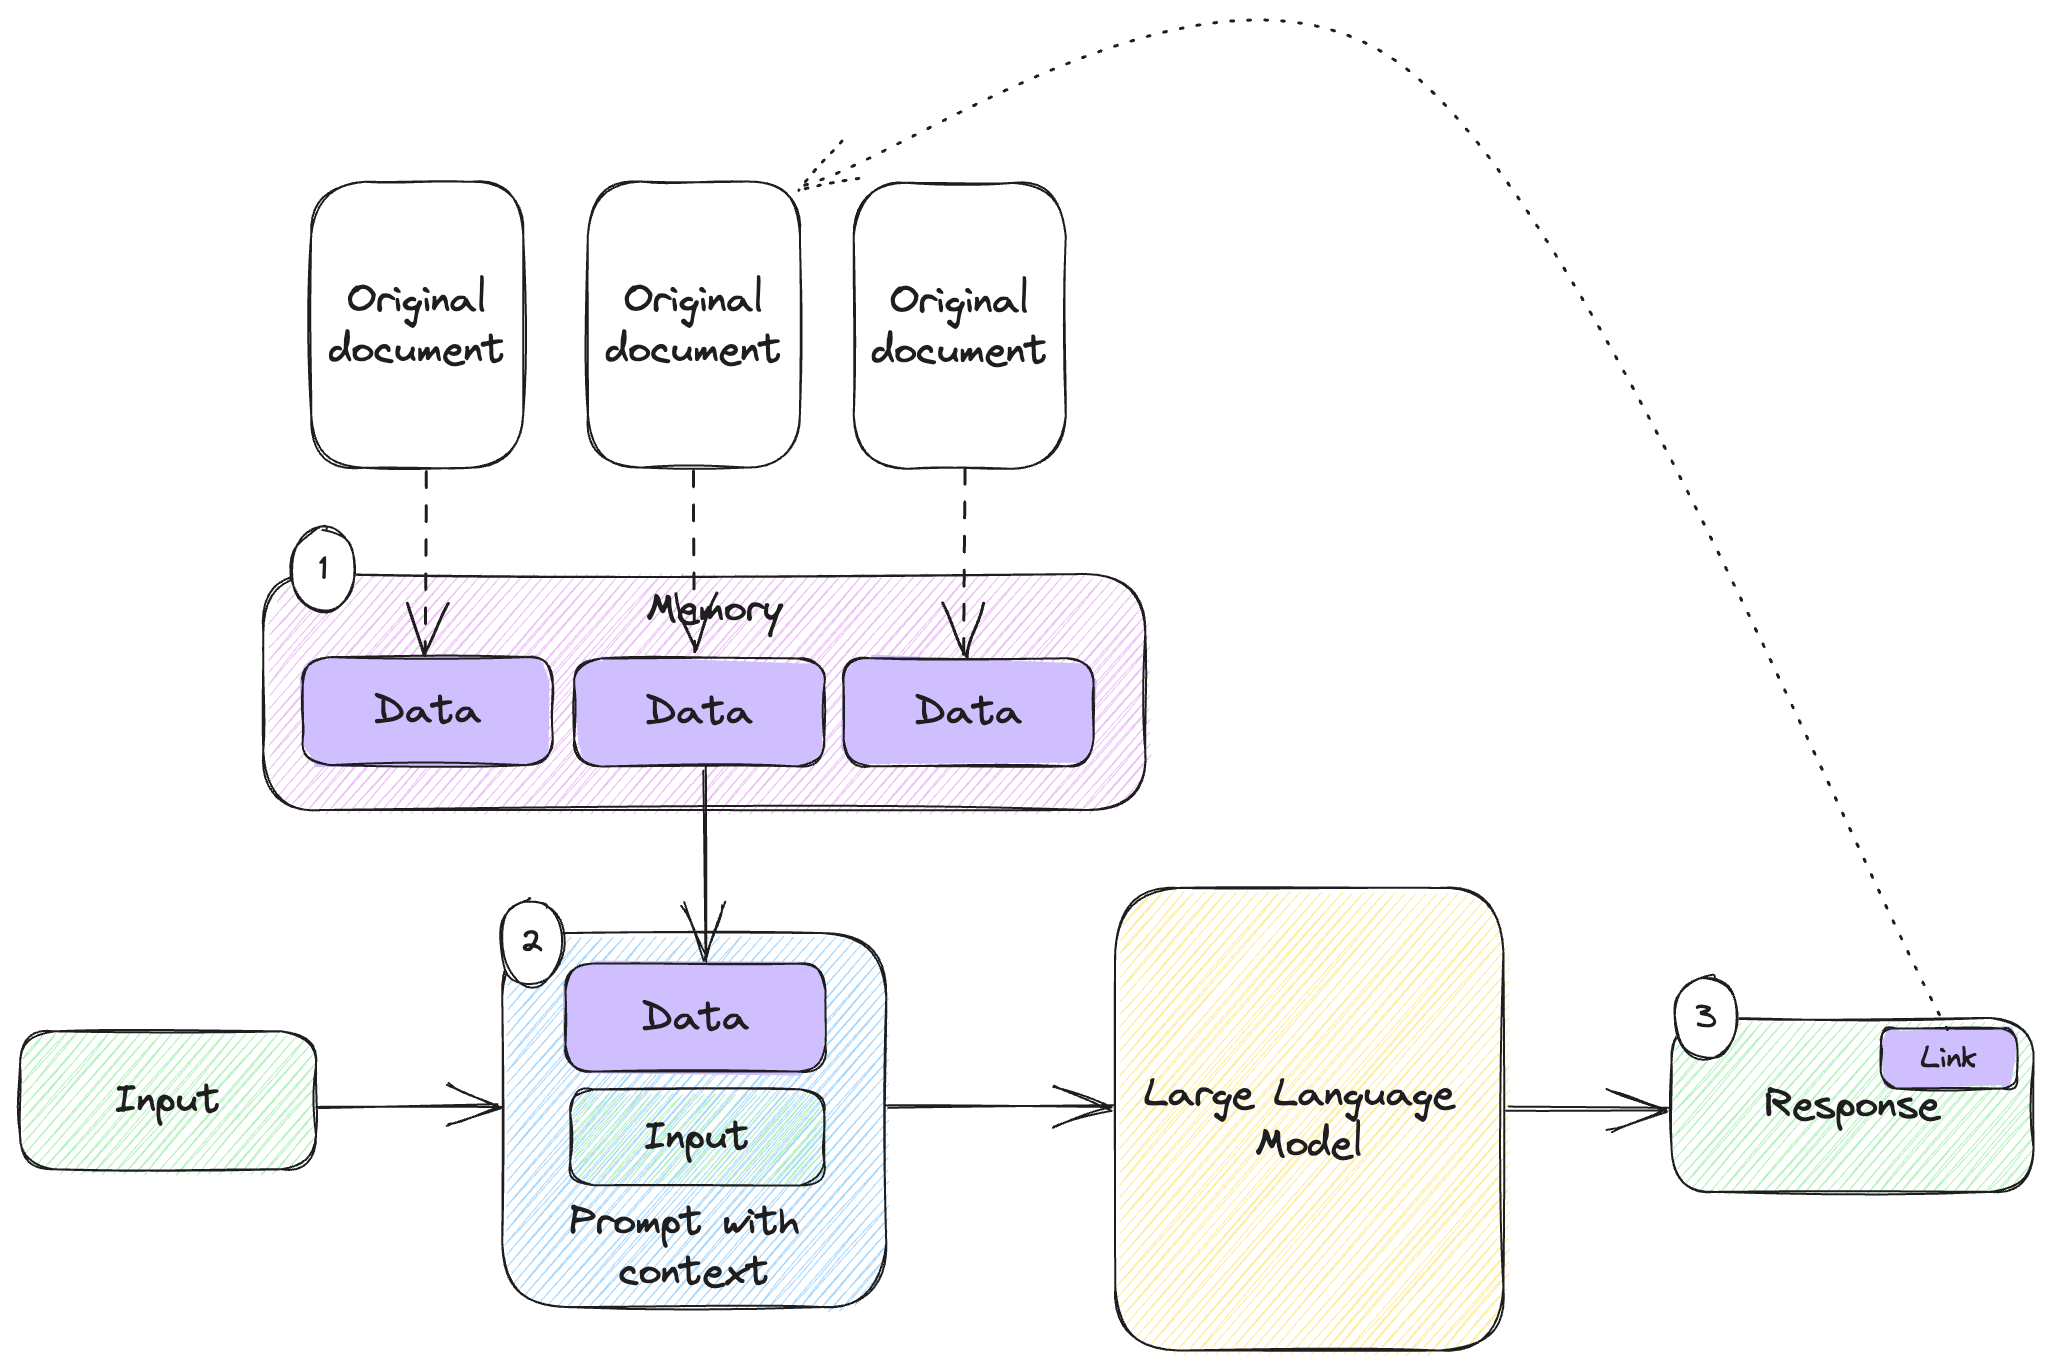 Original
document
Original
document
Original
document
1
Memory
Data
Data
Data
2
Data
Input
Input
Prompt with
context
Large Language
Model
3
Link
Response